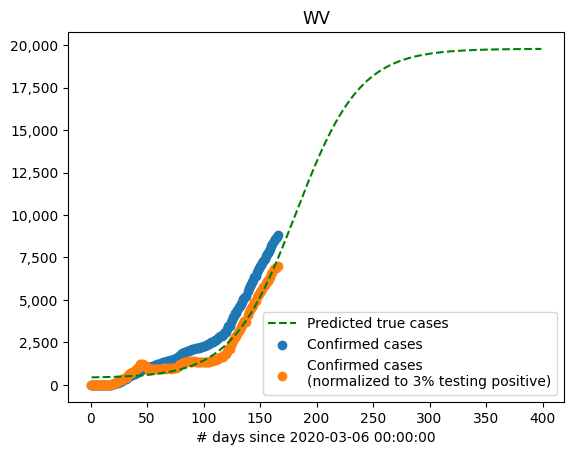 WV
20,000
17,500
15,000
12,500
10,000
7,500
5,000
2,500
0
Predicted true cases
Confirmed cases
Confirmed cases
(normalized to 3% testing positive)
0 50 100 150 200 250 300 350 400
# days since 2020-03-06 00:00:00